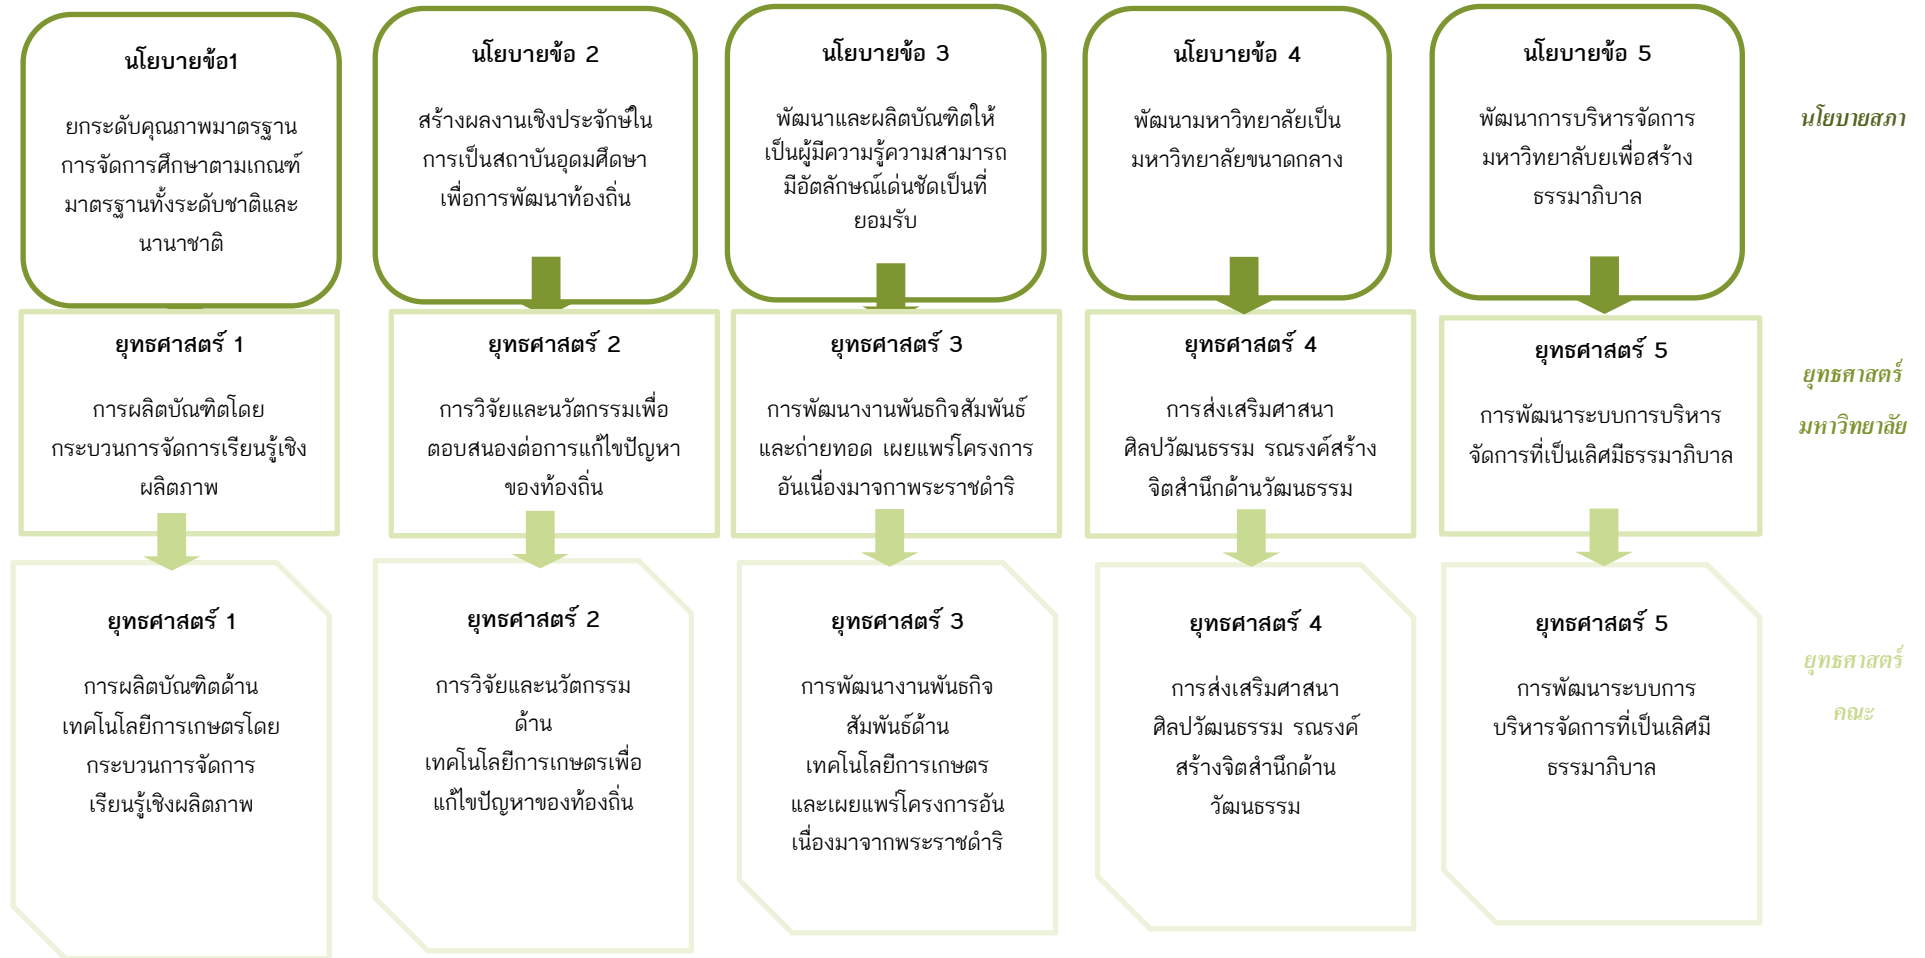 นโยบายข้อ1
ยกระดับคุณภาพมาตรฐาน
การจัดการศึกษาตามเกณฑ์
มาตรฐานทั้งระดับชาติและ
นานาชาติ
นโยบายข้อ 2
สร้างผลงานเชิงประจักษ์ใน
การเป็นสถาบันอุดมศึดษา
เพื่อการพัฒนาท้องถิ่น
นโยบายข้อ 3
พัฒนาและผลิตบัณฑิตให้
เป็นผู้มีความรู้ความสามารถ
มีอัตลักษณ์เด่นชัดเป็นที่
ยอมรับ
นโยบายข้อ 4
พัฒนามหาวิทยาลัยเป็น
มหาวิทยาลัยขนาดกลาง
นโยบายข้อ 5
พัฒนาการบริหารจัดการ
มหาวิทยาลับยเพื่อสร้าง
ธรรมาภิบาล
นโยบายสภา
ยุทธศาสตร์ 1
การผลิตบัณฑิตโดย
กระบวนการจัดการเรียนรู้เชิง
ผลิตภาพ
ยุทธศาสตร์ 2
การวิจัยและนวัตกรรมเพื่อ
ตอบสนองต่อการแก้ไขปัญหา
ของท้องถิ่น
ยุทธศาสตร์ 3
การพัฒนางานพันธกิจสัมพันธ์
และถ่ายทอด เผยแพร่โครงการ
อันเนื่องมาจกาพระราชดำริ
ยุทธศาสตร์ 4
การส่งเสริมศาสนา
ศิลปวัฒนธรรม รณรงค์สร้าง
จิตสำนึกด้านวัฒนธรรม
ยุทธศาสตร์ 5
การพัฒนาระบบการบริหาร
จัดการที่เป็นเลิศมีธรรมาภิบาล
ยุทธศาสตร์
มหาวิทยาลัย
ยุทธศาสตร์ 1
การผลิตบัณฑิตด้าน
เทคโนโลยีการเกษตรโดย
กระบวนการจัดการ
เรียนรู้เชิงผลิตภาพ
ยุทธศาสตร์ 2
การวิจัยและนวัตกรรม
ด้าน
เทคโนโลยีการเกษตรเพื่อ
แก้ไขปัญหาของท้องถิ่น
ยุทธศาสตร์ 3
การพัฒนางานพันธกิจ
สัมพันธ์ด้าน
เทคโนโลยีการเกษตร
และเผยแพร่โครงการอัน
เนื่องมาจากพระราชดำริ
ยุทธศาสตร์ 4
การส่งเสริมศาสนา
ศิลปวัฒนธรรม รณรงค์
สร้างจิตสำนึกด้าน
วัฒนธรรม
ยุทธศาสตร์ 5
การพัฒนาระบบการ
บริหารจัดการที่เป็นเลิศมี
ธรรมาภิบาล
ยุทธศาสตร์
คณะ